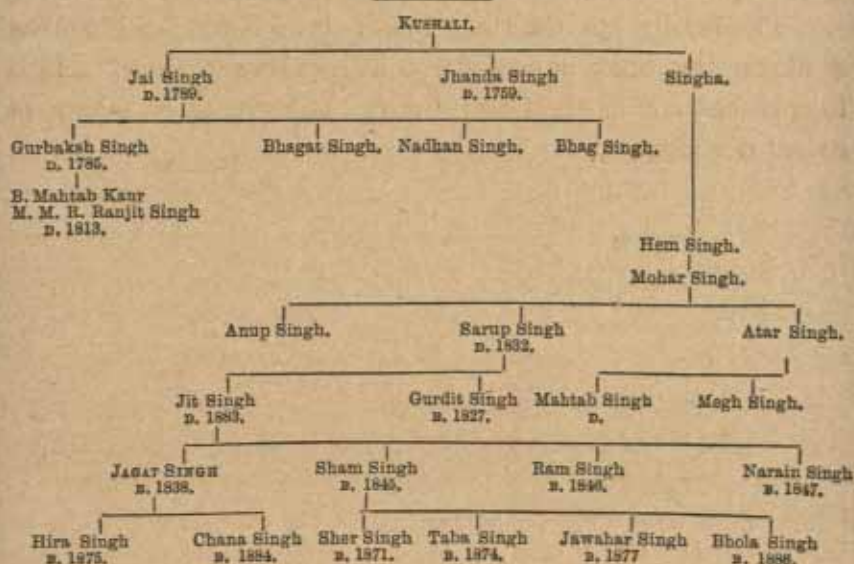 KUSHALI.
Jai Singh Jhanda Singh Singha.
D. 1789. D. 1759.
Gurbaksh Singh Bhagat Singh. Nadhan Singh. Bhag Singh.
D. 1785.
B. Mahtab Kaur
M. M. R. Ranjit Singh
D. 1813.
Hem Singh.
Mohar Singh.
Anup Singh. Sarup Singh Atar Singh.
D. 1832.
Jit Singh Gurdit Singh Mahtab Singh Megh Singh.
D. 1883. B. 1827. D.
JAGAT SINGH Sham Singh Ram Singh Narain Singh
B. 1838. B. 1845. B. 1846. B. 1847.
Hira Singh Chana Singh Sher Singh Taba Singh Jawahar Singh Bhola Singh
B. 1875. B. 1884. B. 1871. B. 1874. B. 1877 B. 1888.